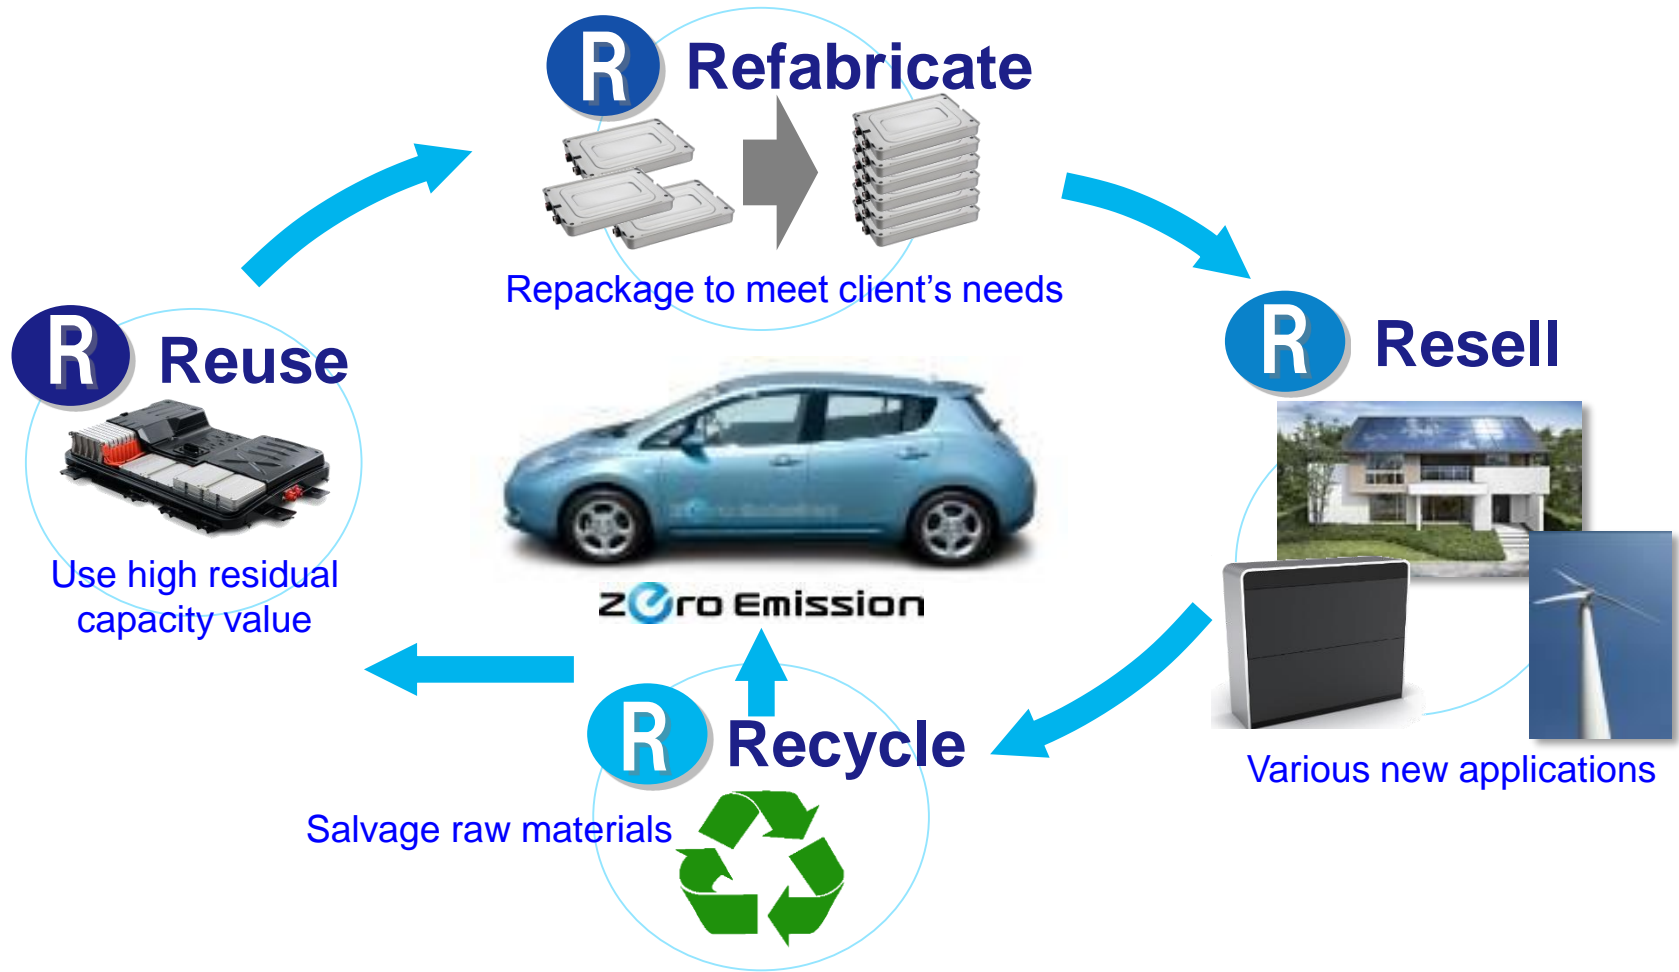 R Refabricate
Repackage to meet client's needs
R Reuse
Use high residual
capacity value
R Resell
Various new applications
zero Emission
R Recycle
Salvage raw materials